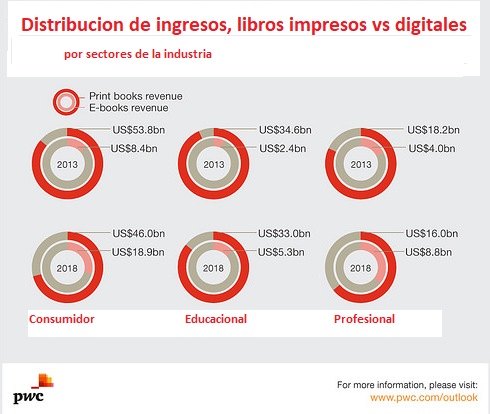 Distribucion de ingresos, libros impresos vs digitales
por sectores de la industria
Print books revenue
E-books revenue
US$53.8bn
US$8.4bn
2013
US$34.6bn
US$2.4bn
2013
US$18.2bn
US$4.0bn
2013
US$46.0bn
US$18.9bn
2018
US$33.0bn
US$5.3bn
2018
US$16.0bn
US$8.8bn
2018
Consumidor
Educacional
Profesional
pwc
For more information, please visit:
www.pwc.com/outlook